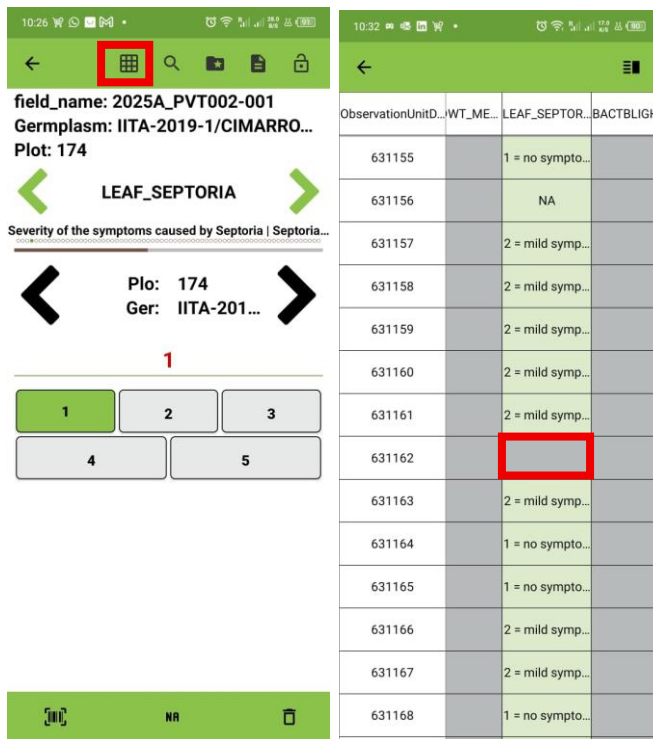 10:26
field_name: 2025A_PVT002-001
Germplasm: IITA-2019-1/CIMARRO...
Plot: 174
LEAF_SEPTORIA
Severity of the symptoms caused by Septoria | Septoria...
Plo: 174
Ger: IITA-201...
1
1 2 3
4 5
NA
10:32
ObservationUnitD... WT_ME... LEAF_SEPTOR... BACTBLIGH
631155 1 = no sympto...
631156 NA
631157 2 = mild symp...
631158 2 = mild symp...
631159 2 = mild symp...
631160 2 = mild symp...
631161 2 = mild symp...
631162
631163 2 = mild symp...
631164 1 = no sympto...
631165 1 = no sympto...
631166 2 = mild symp...
631167 2 = mild symp...
631168 1 = no sympto...